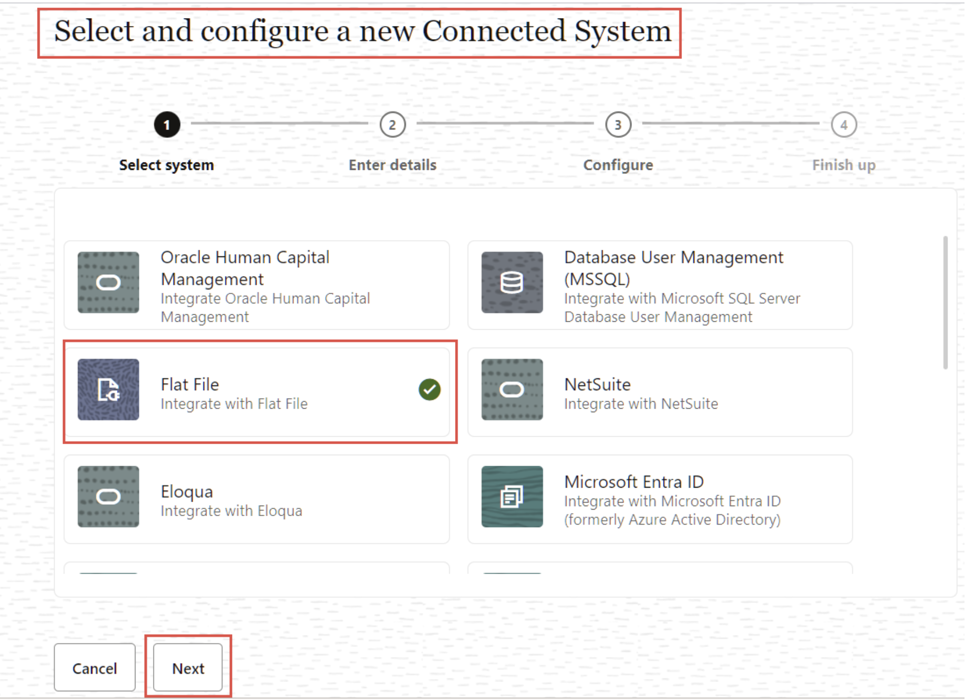 Select and configure a new Connected System
1
2
3
4
Select system
Enter details
Configure
Finish up
Oracle Human Capital
Management
Integrate Oracle Human Capital
Management
Database User Management
(MSSQL)
Integrate with Microsoft SQL Server
Database User Management
Flat File
Integrate with Flat File
NetSuite
Integrate with NetSuite
Eloqua
Integrate with Eloqua
Microsoft Entra ID
Integrate with Microsoft Entra ID
(formerly Azure Active Directory)
Cancel
Next